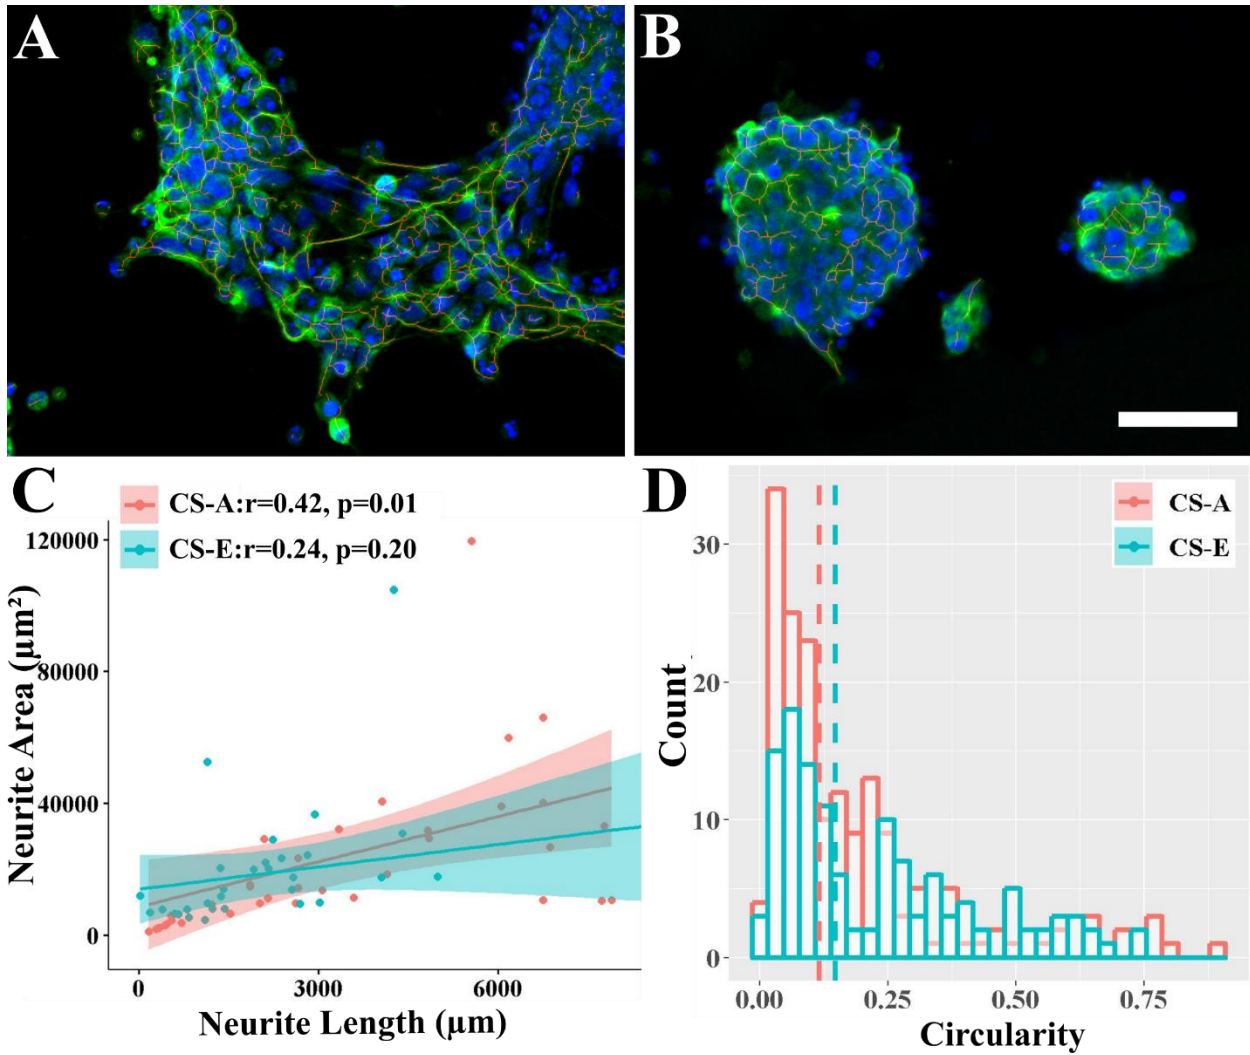 A
B
C
CS-A:r=0.42, p=0.01
CS-E:r=0.24, p=0.20
120000
80000
40000
0
Neurite Area (µm²)
0 3000 6000
Neurite Length (µm)
D
CS-A
CS-E
30
20
10
0
Count
0.00 0.25 0.50 0.75
Circularity